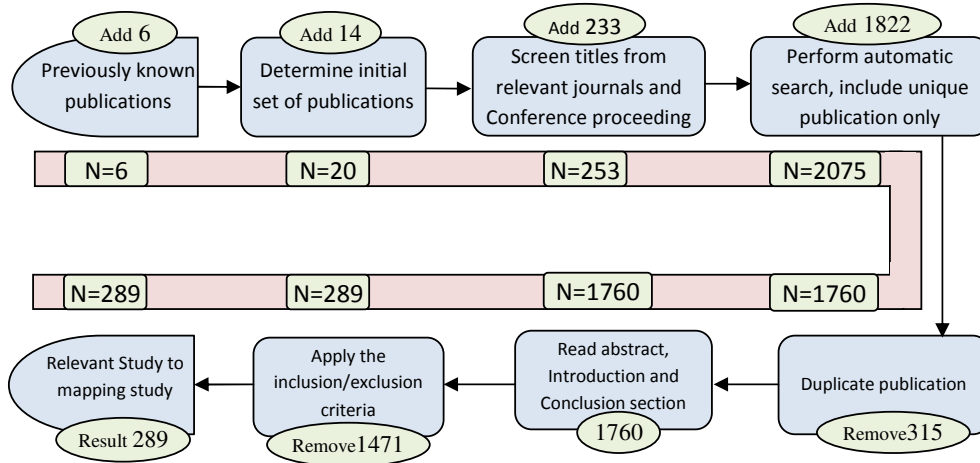 Add 6
Previously known
publications
Add 14
Determine initial
set of publications
Add 233
Screen titles from
relevant journals and
Conference proceeding
Add 1822
Perform automatic
search, include unique
publication only
N=6
N=20
N=253
N=2075
N=289
N=289
N=1760
N=1760
Relevant Study to
mapping study
Result 289
Apply the
inclusion/exclusion
criteria
Remove1471
Read abstract,
Introduction and
Conclusion section
1760
Duplicate publication
Remove315